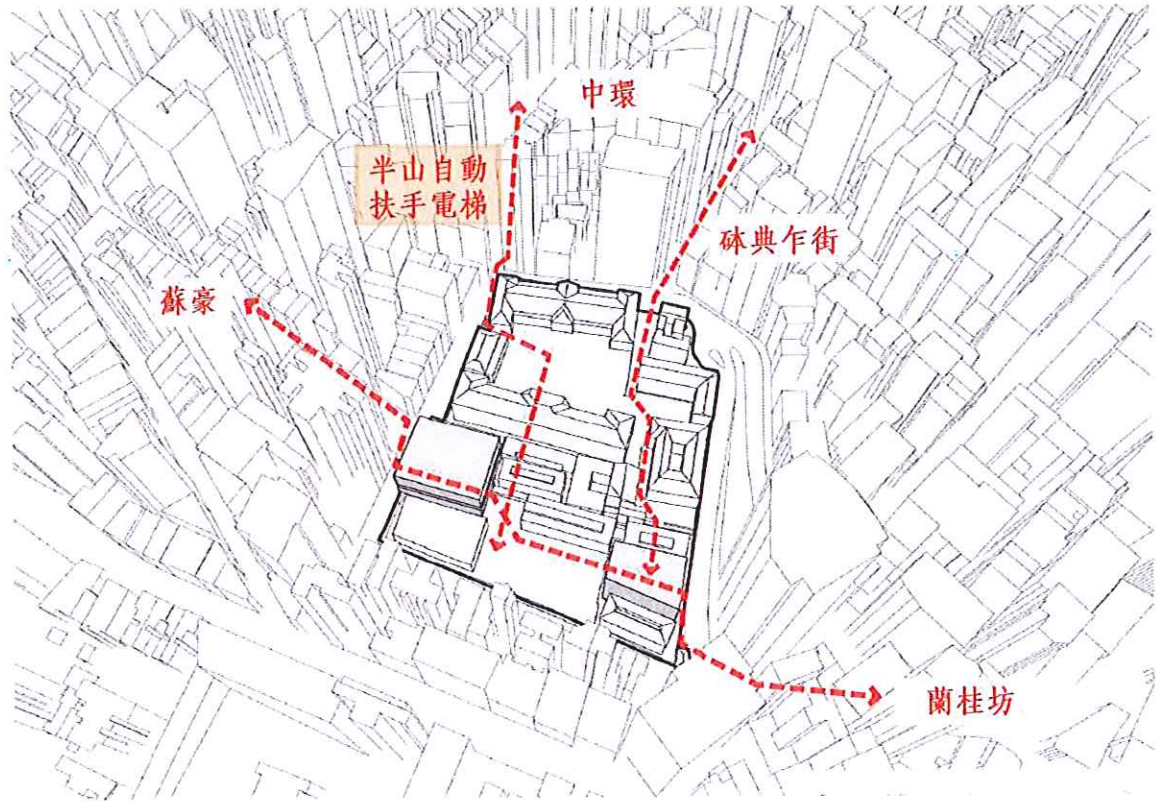 中環
半山自動
扶手電梯
砵典乍街
蘇豪
蘭桂坊